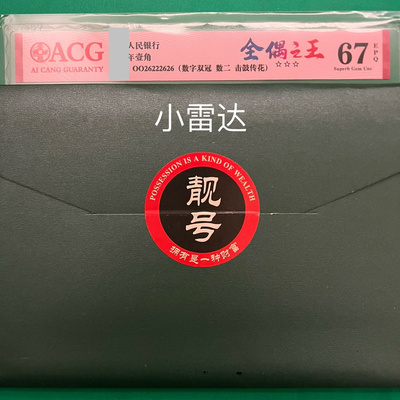 ACG
AI CANG GUARANTY
人民银行
年壹角
OO26222626（数字双冠 数二 击鼓传花）
全偶之王
☆☆☆
67
EPQ
Superb Gem Unc
小雷达
POSSESSION IS A KIND OF WEALTH
靓号
拥有是一种财富